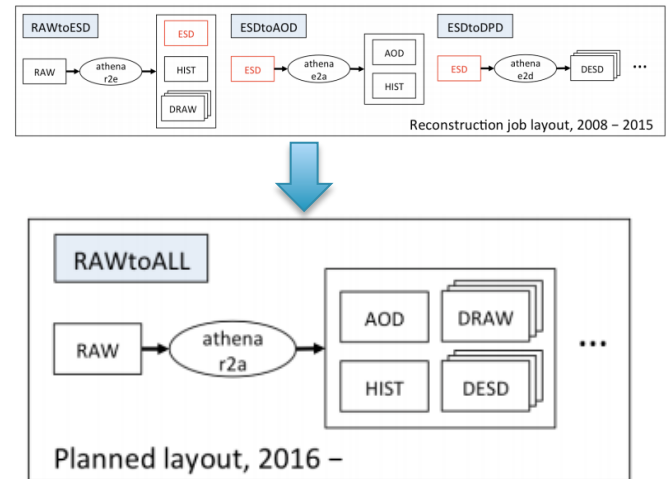 RAWtoESD
RAW
athena
r2e
ESD
HIST
DRAW
ESDtoAOD
ESD
athena
e2a
AOD
HIST
ESDtoDPD
ESD
athena
e2d
DESD
...
Reconstruction job layout, 2008 – 2015
RAWtoALL
RAW
athena
r2a
AOD
DRAW
HIST
DESD
...
Planned layout, 2016 –